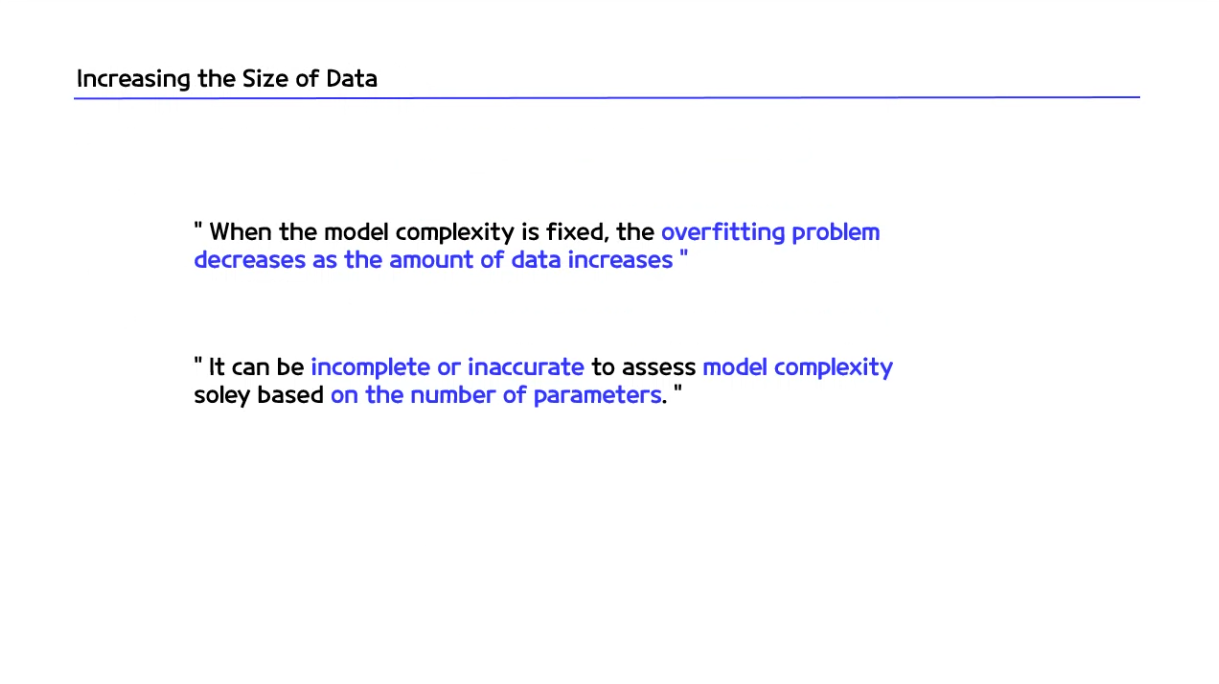 Increasing the Size of Data
" When the model complexity is fixed, the overfitting problem
decreases as the amount of data increases "
" It can be incomplete or inaccurate to assess model complexity
soley based on the number of parameters. "